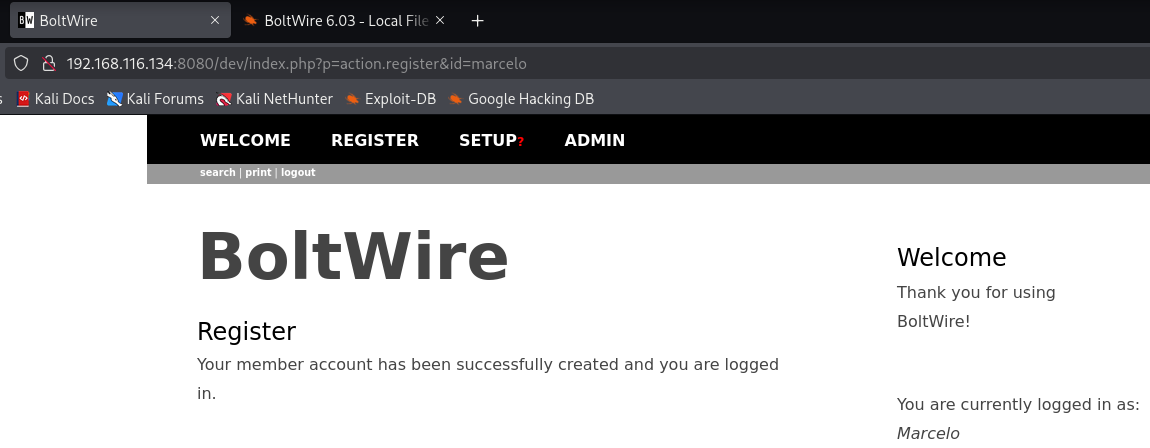 BW BoltWire × BoltWire 6.03 - Local File × +
192.168.116.134:8080/dev/index.php?p=action.register&id=marcelo
s Kali Docs Kali Forums Kali NetHunter Exploit-DB Google Hacking DB
WELCOME REGISTER SETUP? ADMIN
search | print | logout
BoltWire
Register
Your member account has been successfully created and you are logged
in.
Welcome
Thank you for using
BoltWire!
You are currently logged in as:
Marcelo